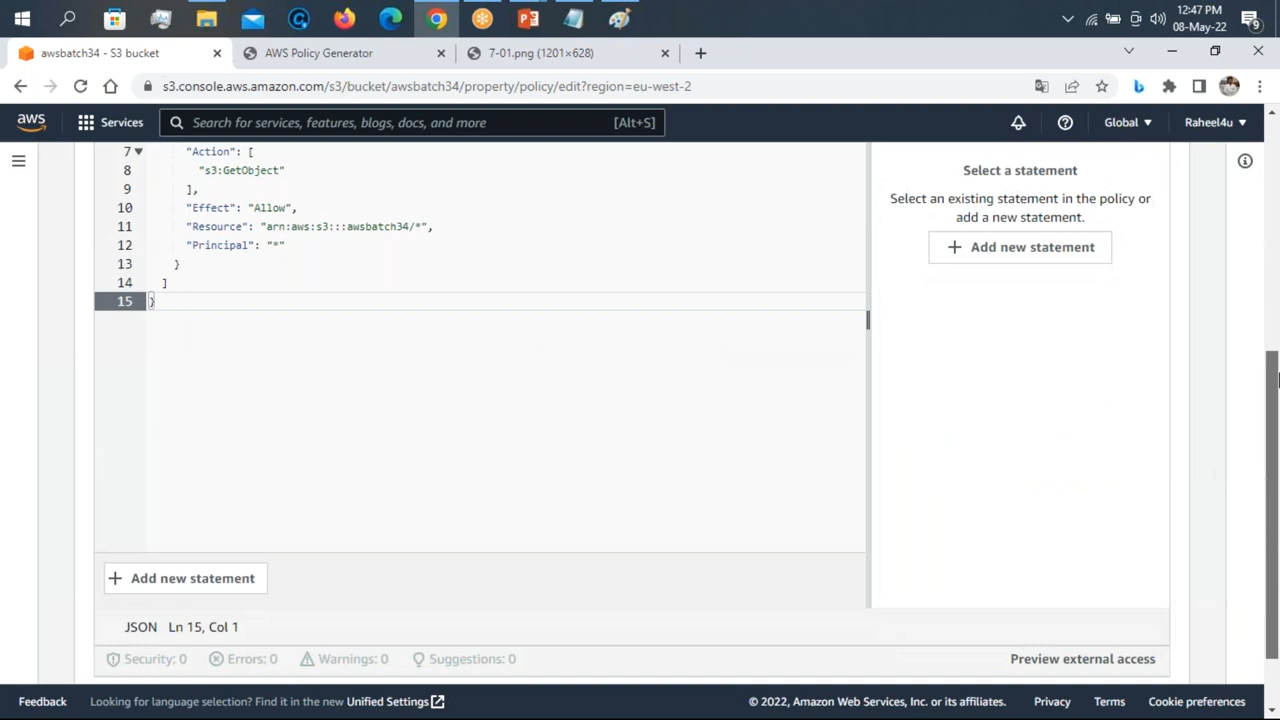 12:47 PM
08-May-22
9
awsbatch34 - S3 bucket
AWS Policy Generator
7-01.png (1201×628)
s3.console.aws.amazon.com/s3/bucket/awsbatch34/property/policy/edit?region=eu-west-2
aws
Services
Search for services, features, blogs, docs, and more
[Alt+S]
Global
Raheel4u
7 "Action": [
8 "s3:GetObject"
9 ],
10 "Effect": "Allow",
11 "Resource": "arn:aws:s3:::awsbatch34/*",
12 "Principal": "*"
13 }
14 ]
15 }
Select a statement
Select an existing statement in the policy or
add a new statement.
+ Add new statement
+ Add new statement
JSON Ln 15, Col 1
Security: 0 Errors: 0 Warnings: 0 Suggestions: 0
Preview external access
Feedback
Looking for language selection? Find it in the new Unified Settings
© 2022, Amazon Web Services, Inc. or its affiliates.
Privacy
Terms
Cookie preferences